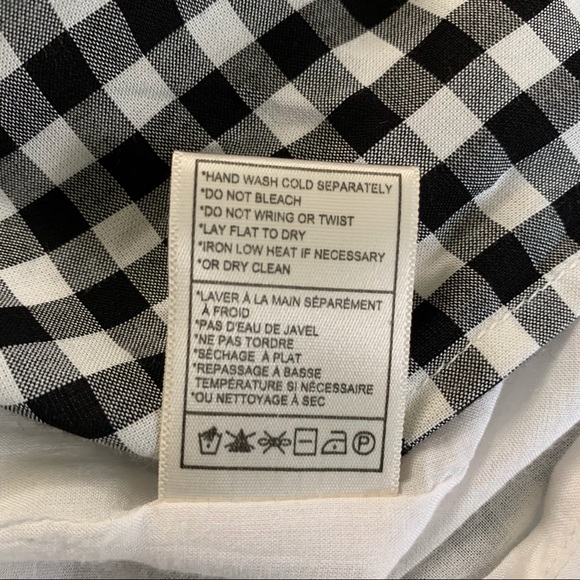 *HAND WASH COLD SEPARATELY
*DO NOT BLEACH
*DO NOT WRING OR TWIST
*LAY FLAT TO DRY
*IRON LOW HEAT IF NECESSARY
*OR DRY CLEAN
*LAVER À LA MAIN SÉPARÉMENT
À FROID
*PAS D'EAU DE JAVEL
*NE PAS TORDRE
*SÉCHAGE À PLAT
*REPASSAGE À BASSE
TEMPÉRATURE SI NÉCESSAIRE
*OU NETTOYAGE À SEC
P